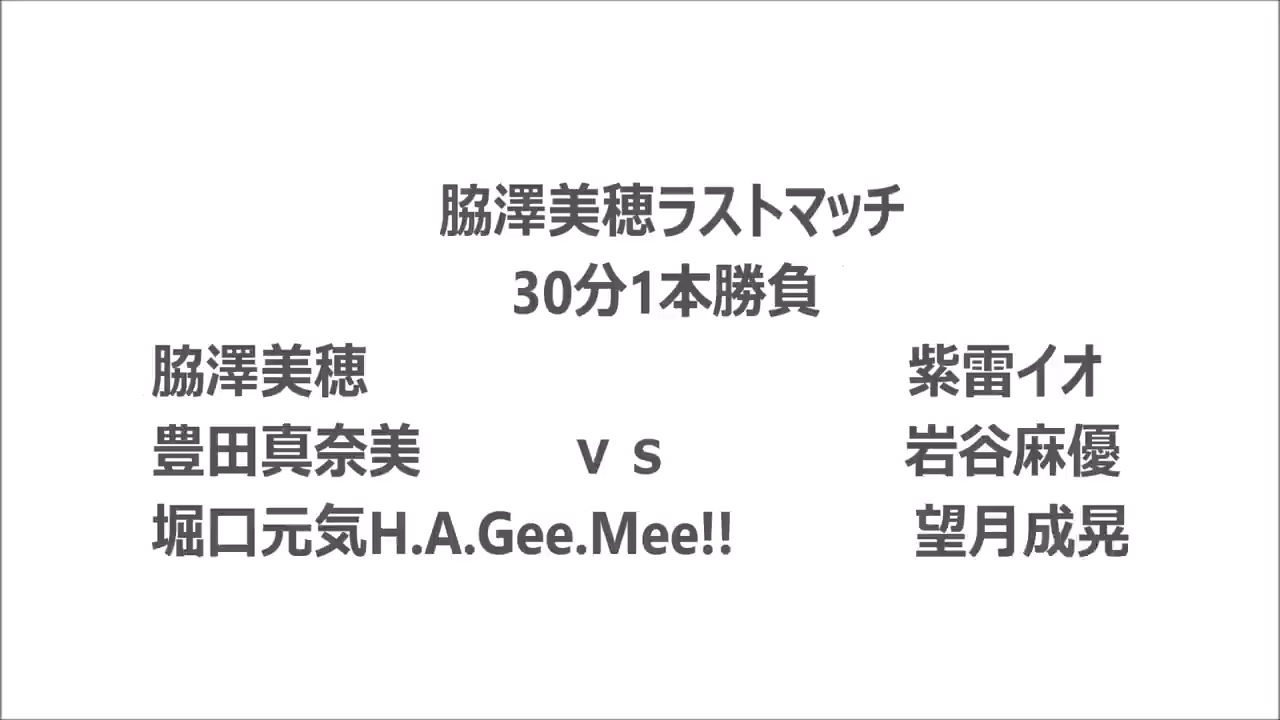 脇澤美穂ラストマッチ
30分1本勝負
脇澤美穂 紫雷イオ
豊田真奈美 VS 岩谷麻優
堀口元気H.A.Gee.Mee!! 望月成晃